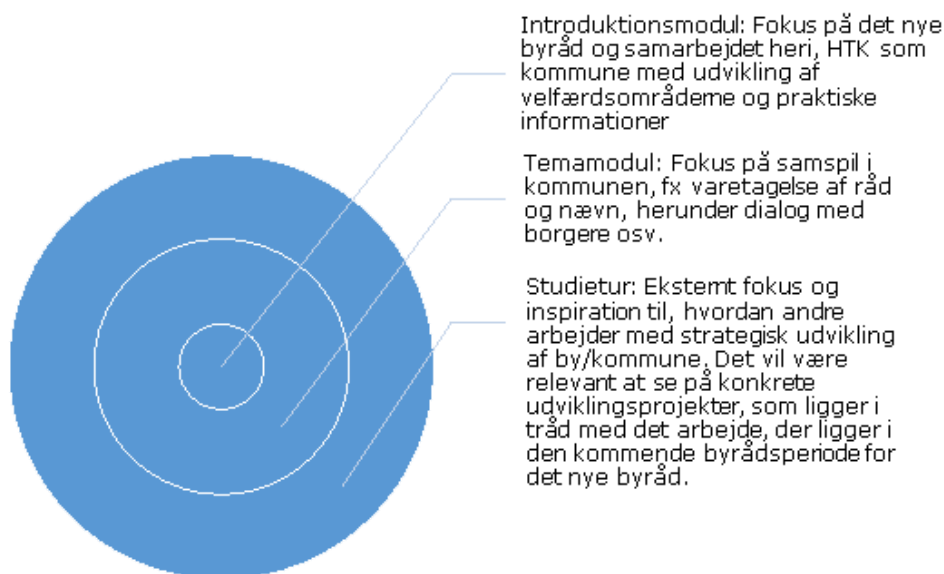 Introduktionsmodul: Fokus på det nye
byråd og samarbejdet heri, HTK som
kommune med udvikling af
velfærdsområderne og praktiske
informationer
Temamodul: Fokus på samspil i
kommunen, fx varetagelse af råd
og nævn, herunder dialog med
borgere osv.
Studietur: Eksternt fokus og
inspiration til, hvordan andre
arbejder med strategisk udvikling
af by/kommune. Det vil være
relevant at se på konkrete
udviklingsprojekter, som ligger i
tråd med det arbejde, der ligger i
den kommende byrådsperiode for
det nye byråd.